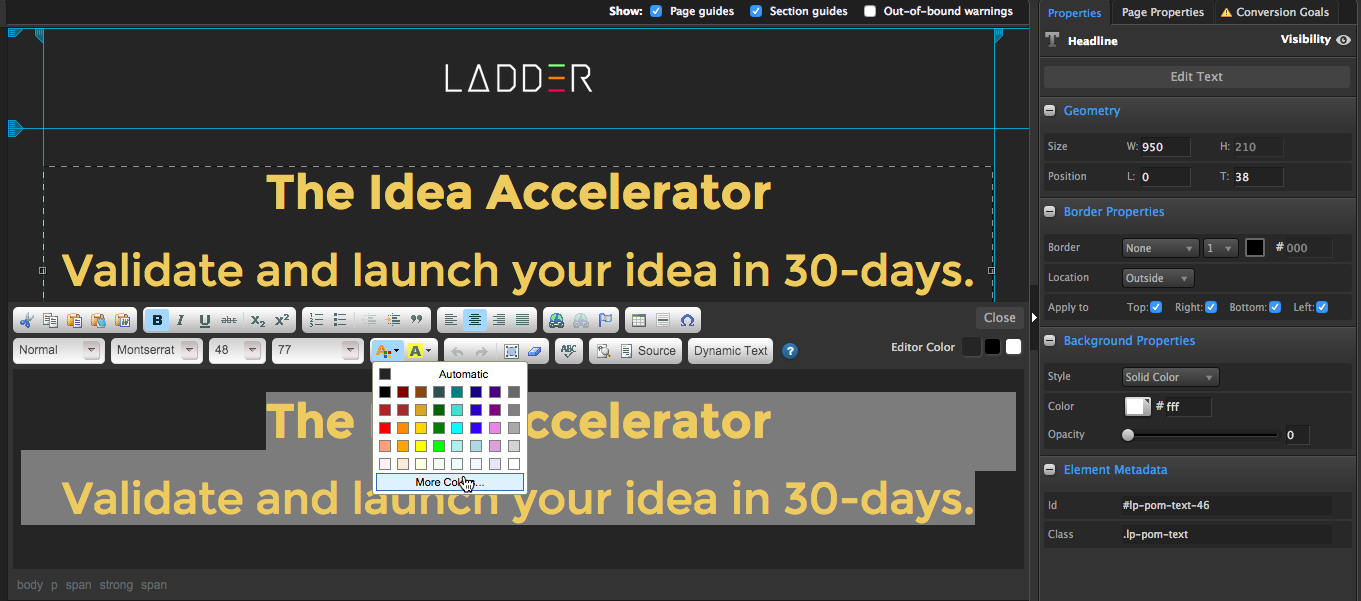 Show: Page guides Section guides Out-of-bound warnings
Properties Page Properties Conversion Goals
Headline Visibility
Edit Text
LADDER
Geometry
Size W: 950 H: 210
Position L: 0 T: 38
The Idea Accelerator
Validate and launch your idea in 30-days.
Border Properties
Border None 1 # 000
Location Outside
Apply to Top: Right: Bottom: Left:
B I U abc X2 X2 Close
Normal Montserrat 48 77 A A ABC Source Dynamic Text ? Editor Color
Background Properties
Style Solid Color
Color # fff
Opacity 0
Automatic
The Accelerator
Validate and launch your idea in 30-days.
More
Element Metadata
Id #lp-pom-text-46
Class .lp-pom-text
body p span strong span